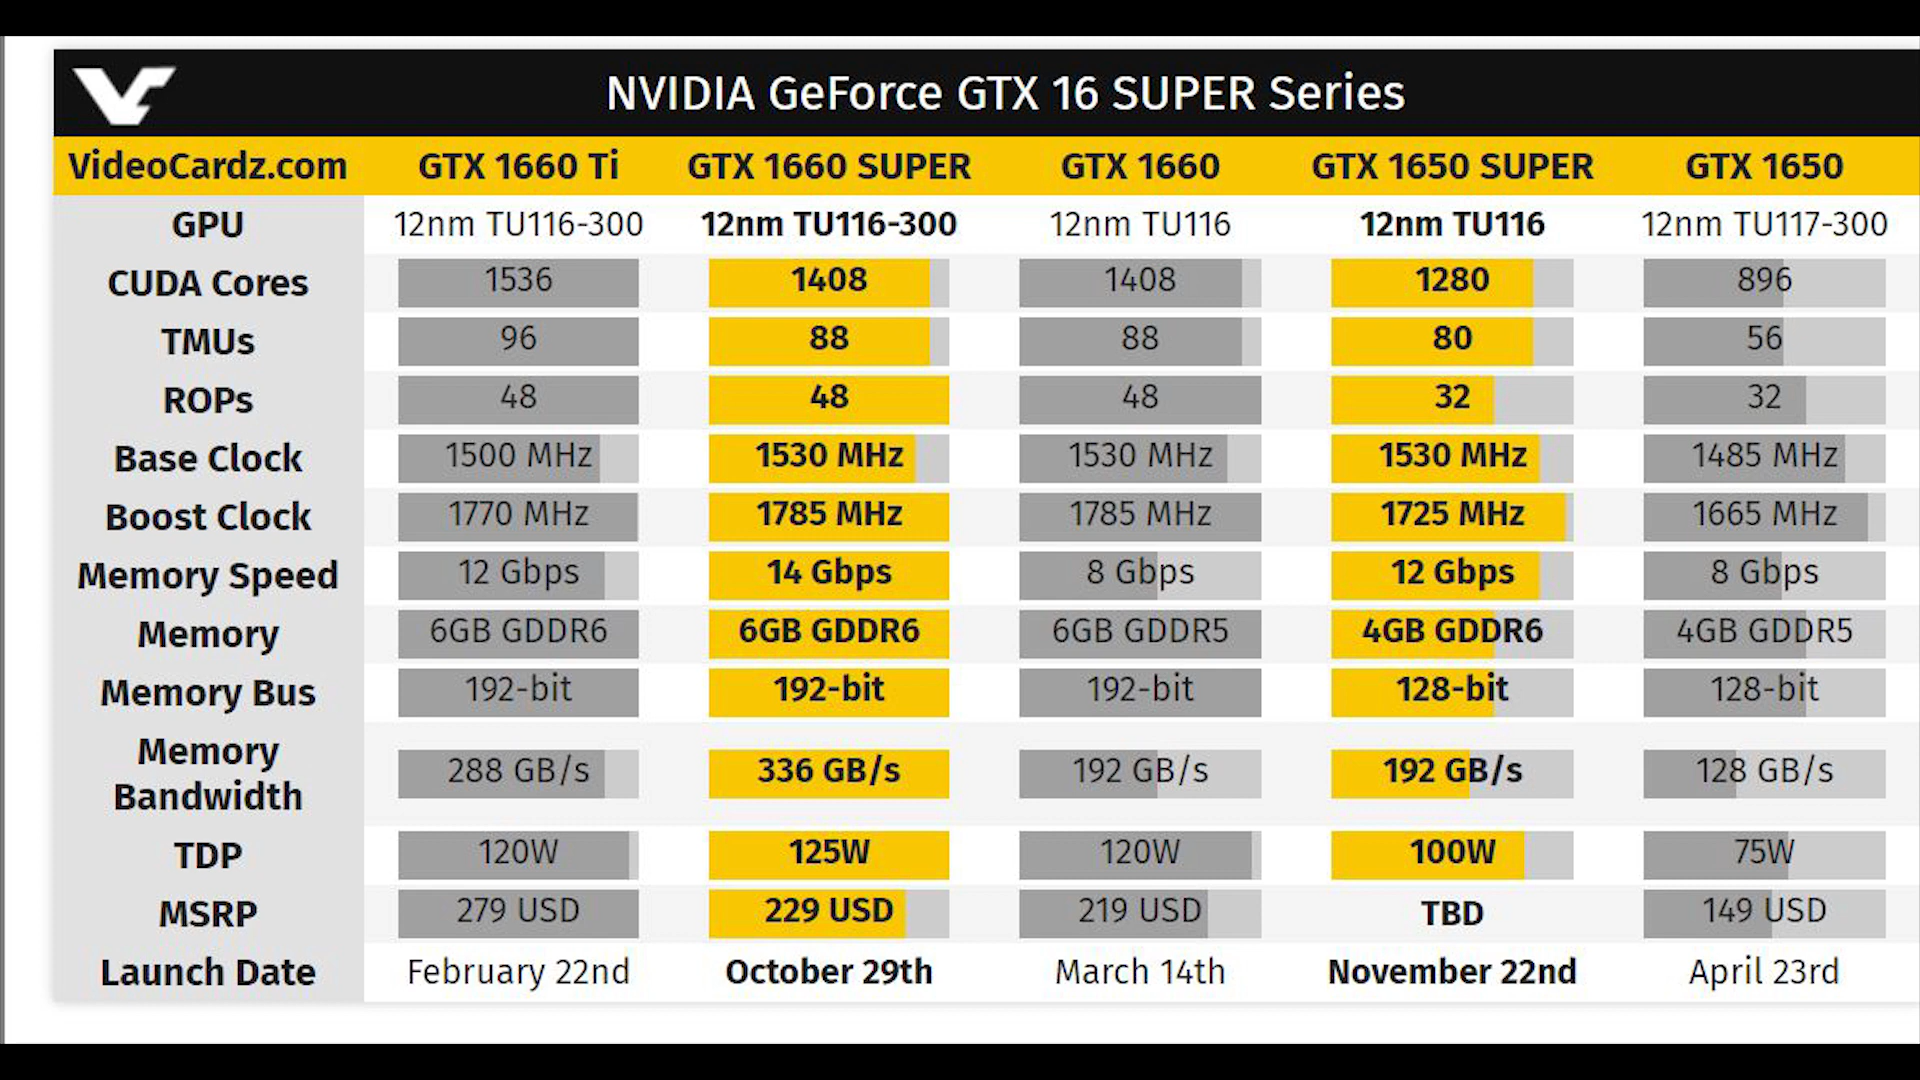 NVIDIA GeForce GTX 16 SUPER Series
VideoCardz.com GTX 1660 Ti GTX 1660 SUPER GTX 1660 GTX 1650 SUPER GTX 1650
GPU 12nm TU116-300 12nm TU116-300 12nm TU116 12nm TU116 12nm TU117-300
CUDA Cores 1536 1408 1408 1280 896
TMUs 96 88 88 80 56
ROPs 48 48 48 32 32
Base Clock 1500 MHz 1530 MHz 1530 MHz 1530 MHz 1485 MHz
Boost Clock 1770 MHz 1785 MHz 1785 MHz 1725 MHz 1665 MHz
Memory Speed 12 Gbps 14 Gbps 8 Gbps 12 Gbps 8 Gbps
Memory 6GB GDDR6 6GB GDDR6 6GB GDDR5 4GB GDDR6 4GB GDDR5
Memory Bus 192-bit 192-bit 192-bit 128-bit 128-bit
Memory
Bandwidth 288 GB/s 336 GB/s 192 GB/s 192 GB/s 128 GB/s
TDP 120W 125W 120W 100W 75W
MSRP 279 USD 229 USD 219 USD TBD 149 USD
Launch Date February 22nd October 29th March 14th November 22nd April 23rd